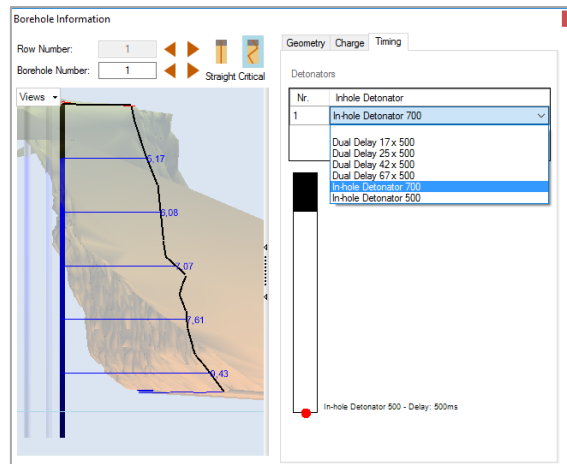 Borehole Information
Row Number: 1
Borehole Number: 1
Straight Critical
Views
5,17
6,08
7,07
7,61
9,43
Geometry Charge Timing
Detonators
Nr. Inhole Detonator
1 In-hole Detonator 700
Dual Delay 17 x 500
Dual Delay 25 x 500
Dual Delay 42 x 500
Dual Delay 67 x 500
In-hole Detonator 700
In-hole Detonator 500
In-hole Detonator 500 - Delay: 500ms